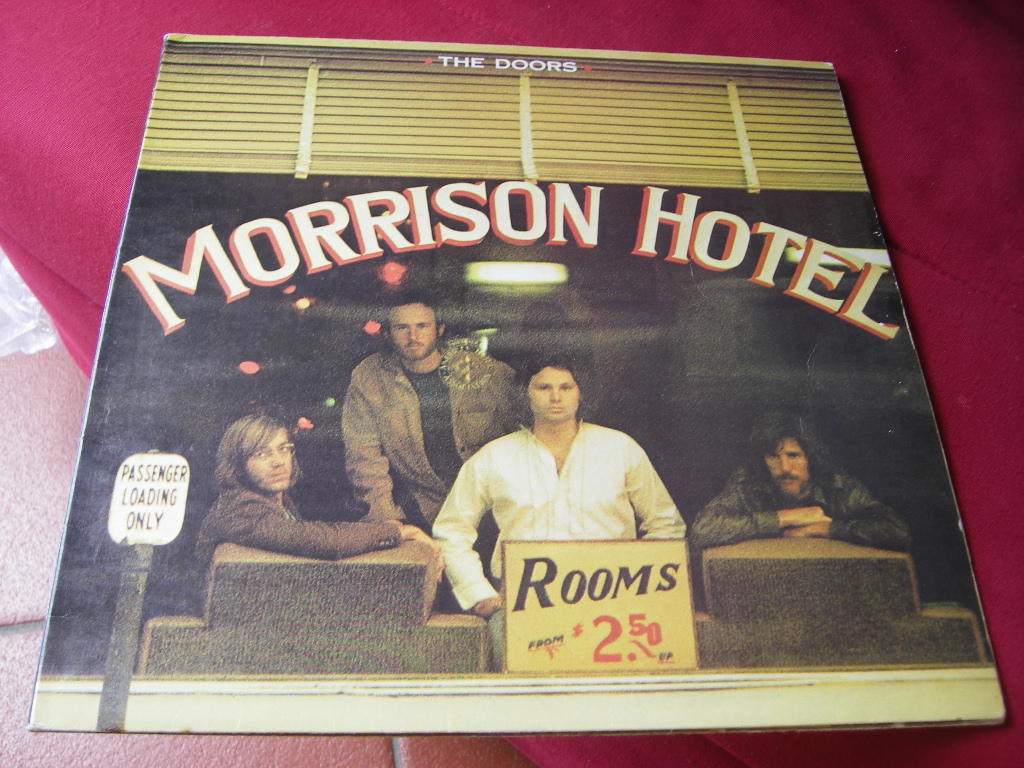 THE DOORS
MORRISON HOTEL
PASSENGER
LOADING
ONLY
ROOMS
FROM $2.50 UP